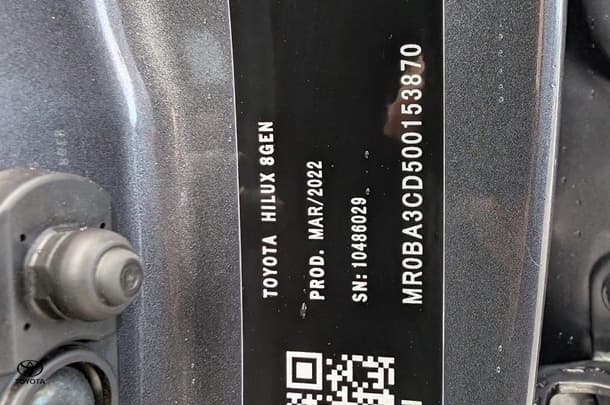 TOYOTA HILUX 8GEN
PROD. MAR/2022
SN:10486029
MR0BA3CD500153870
TOYOTA